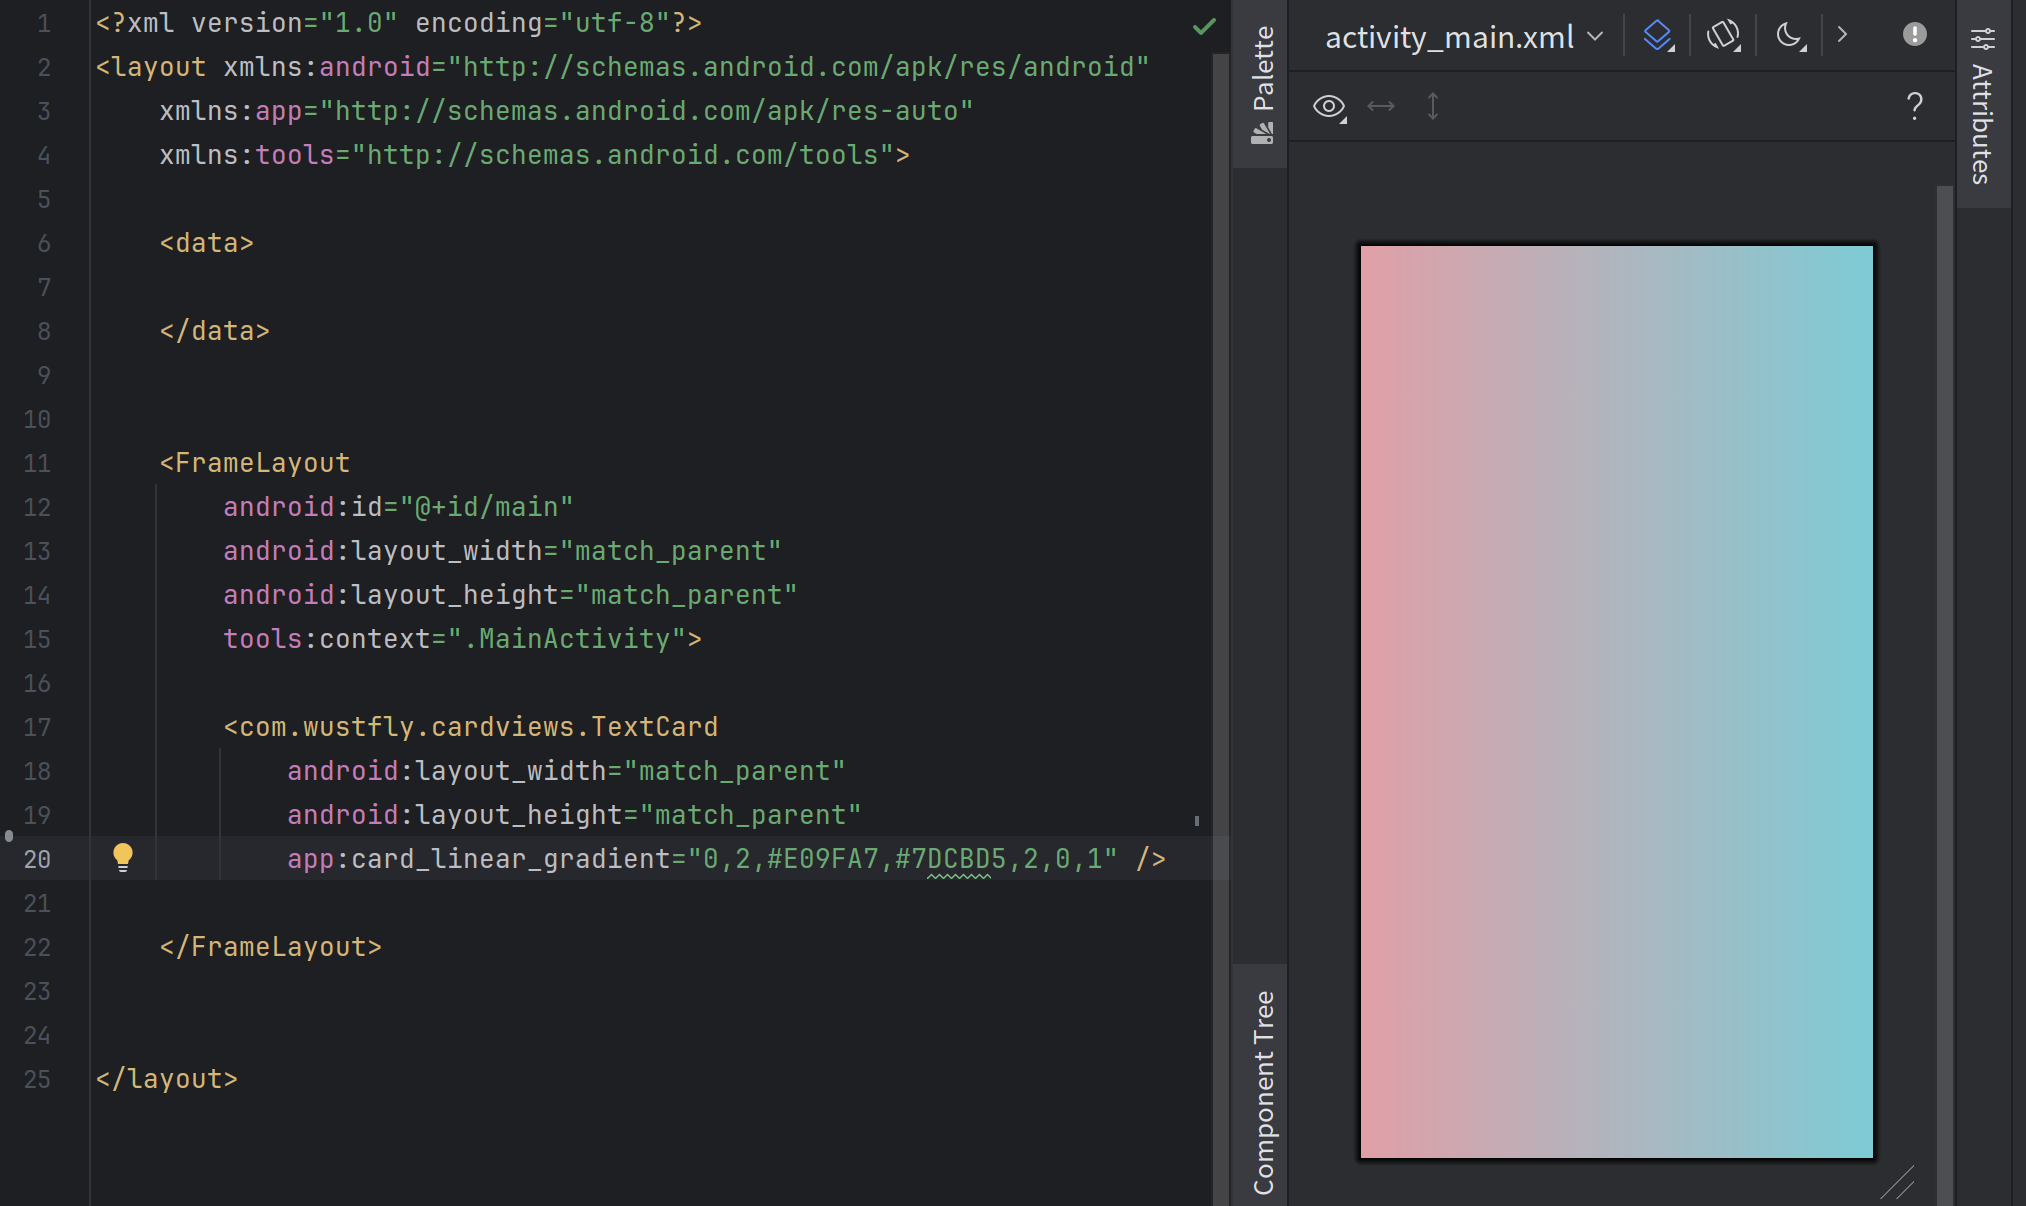 1 <?xml version="1.0" encoding="utf-8"?>
2 <layout xmlns:android="http://schemas.android.com/apk/res/android"
3 xmlns:app="http://schemas.android.com/apk/res-auto"
4 xmlns:tools="http://schemas.android.com/tools">
5
6 <data>
7
8 </data>
9
10
11 <FrameLayout
12 android:id="@+id/main"
13 android:layout_width="match_parent"
14 android:layout_height="match_parent"
15 tools:context=".MainActivity">
16
17 <com.wustfly.cardviews.TextCard
18 android:layout_width="match_parent"
19 android:layout_height="match_parent"
20 app:card_linear_gradient="0,2,#E09FA7,#7DCBD5,2,0,1" />
21
22 </FrameLayout>
23
24
25 </layout>
Palette
Component Tree
activity_main.xml
?
Attributes